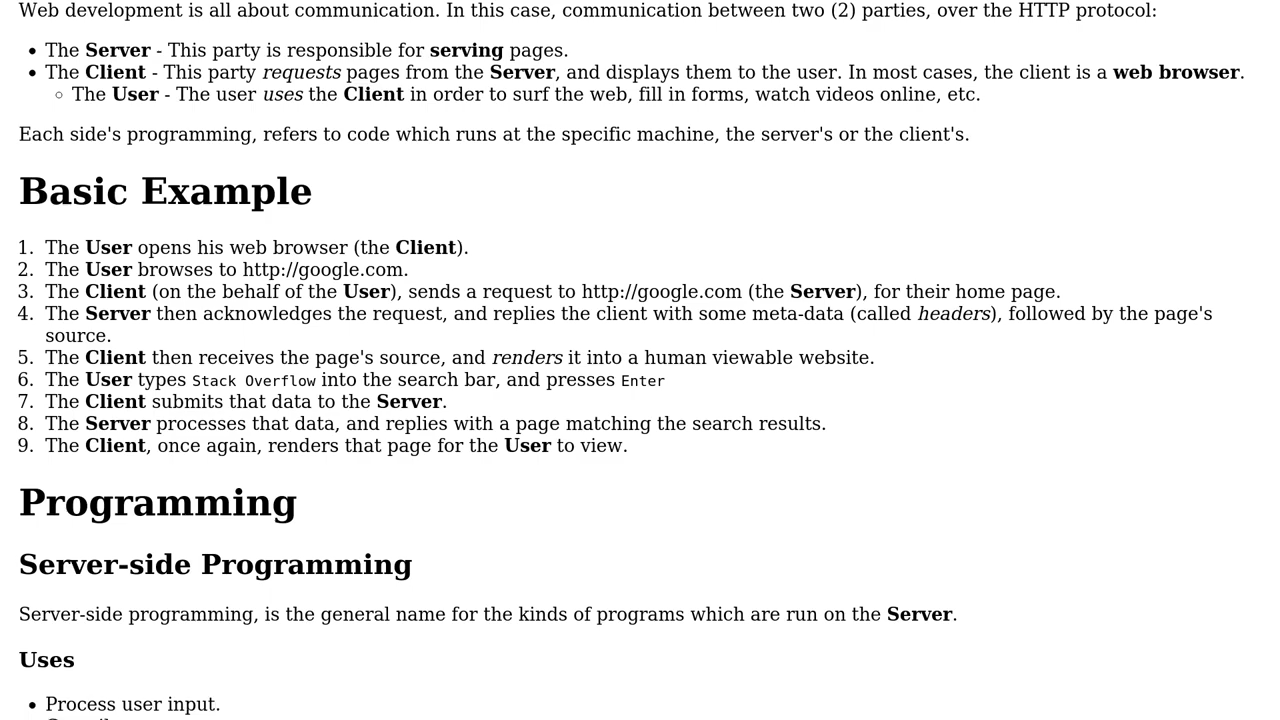 Web development is all about communication. In this case, communication between two (2) parties, over the HTTP protocol:
• The Server - This party is responsible for serving pages.
• The Client - This party requests pages from the Server, and displays them to the user. In most cases, the client is a web browser.
◦ The User - The user uses the Client in order to surf the web, fill in forms, watch videos online, etc.
Each side's programming, refers to code which runs at the specific machine, the server's or the client's.
Basic Example
1. The User opens his web browser (the Client).
2. The User browses to http://google.com.
3. The Client (on the behalf of the User), sends a request to http://google.com (the Server), for their home page.
4. The Server then acknowledges the request, and replies the client with some meta-data (called headers), followed by the page's
source.
5. The Client then receives the page's source, and renders it into a human viewable website.
6. The User types Stack Overflow into the search bar, and presses Enter
7. The Client submits that data to the Server.
8. The Server processes that data, and replies with a page matching the search results.
9. The Client, once again, renders that page for the User to view.
Programming
Server-side Programming
Server-side programming, is the general name for the kinds of programs which are run on the Server.
Uses
• Process user input.